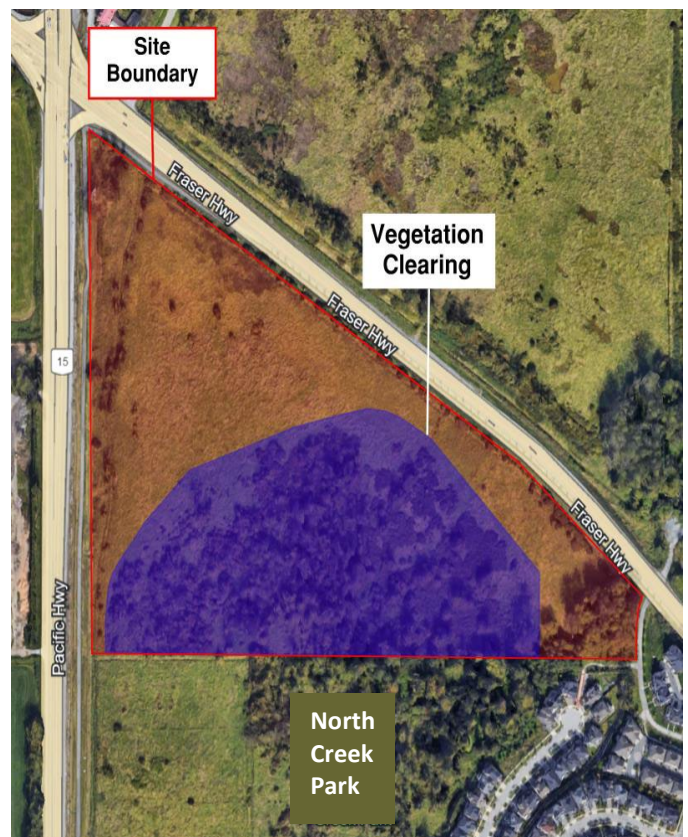 Site
Boundary
Fraser Hwy
Vegetation
Clearing
Fraser Hwy
15
Fraser Hwy
Pacific Hwy
North
Creek
Park